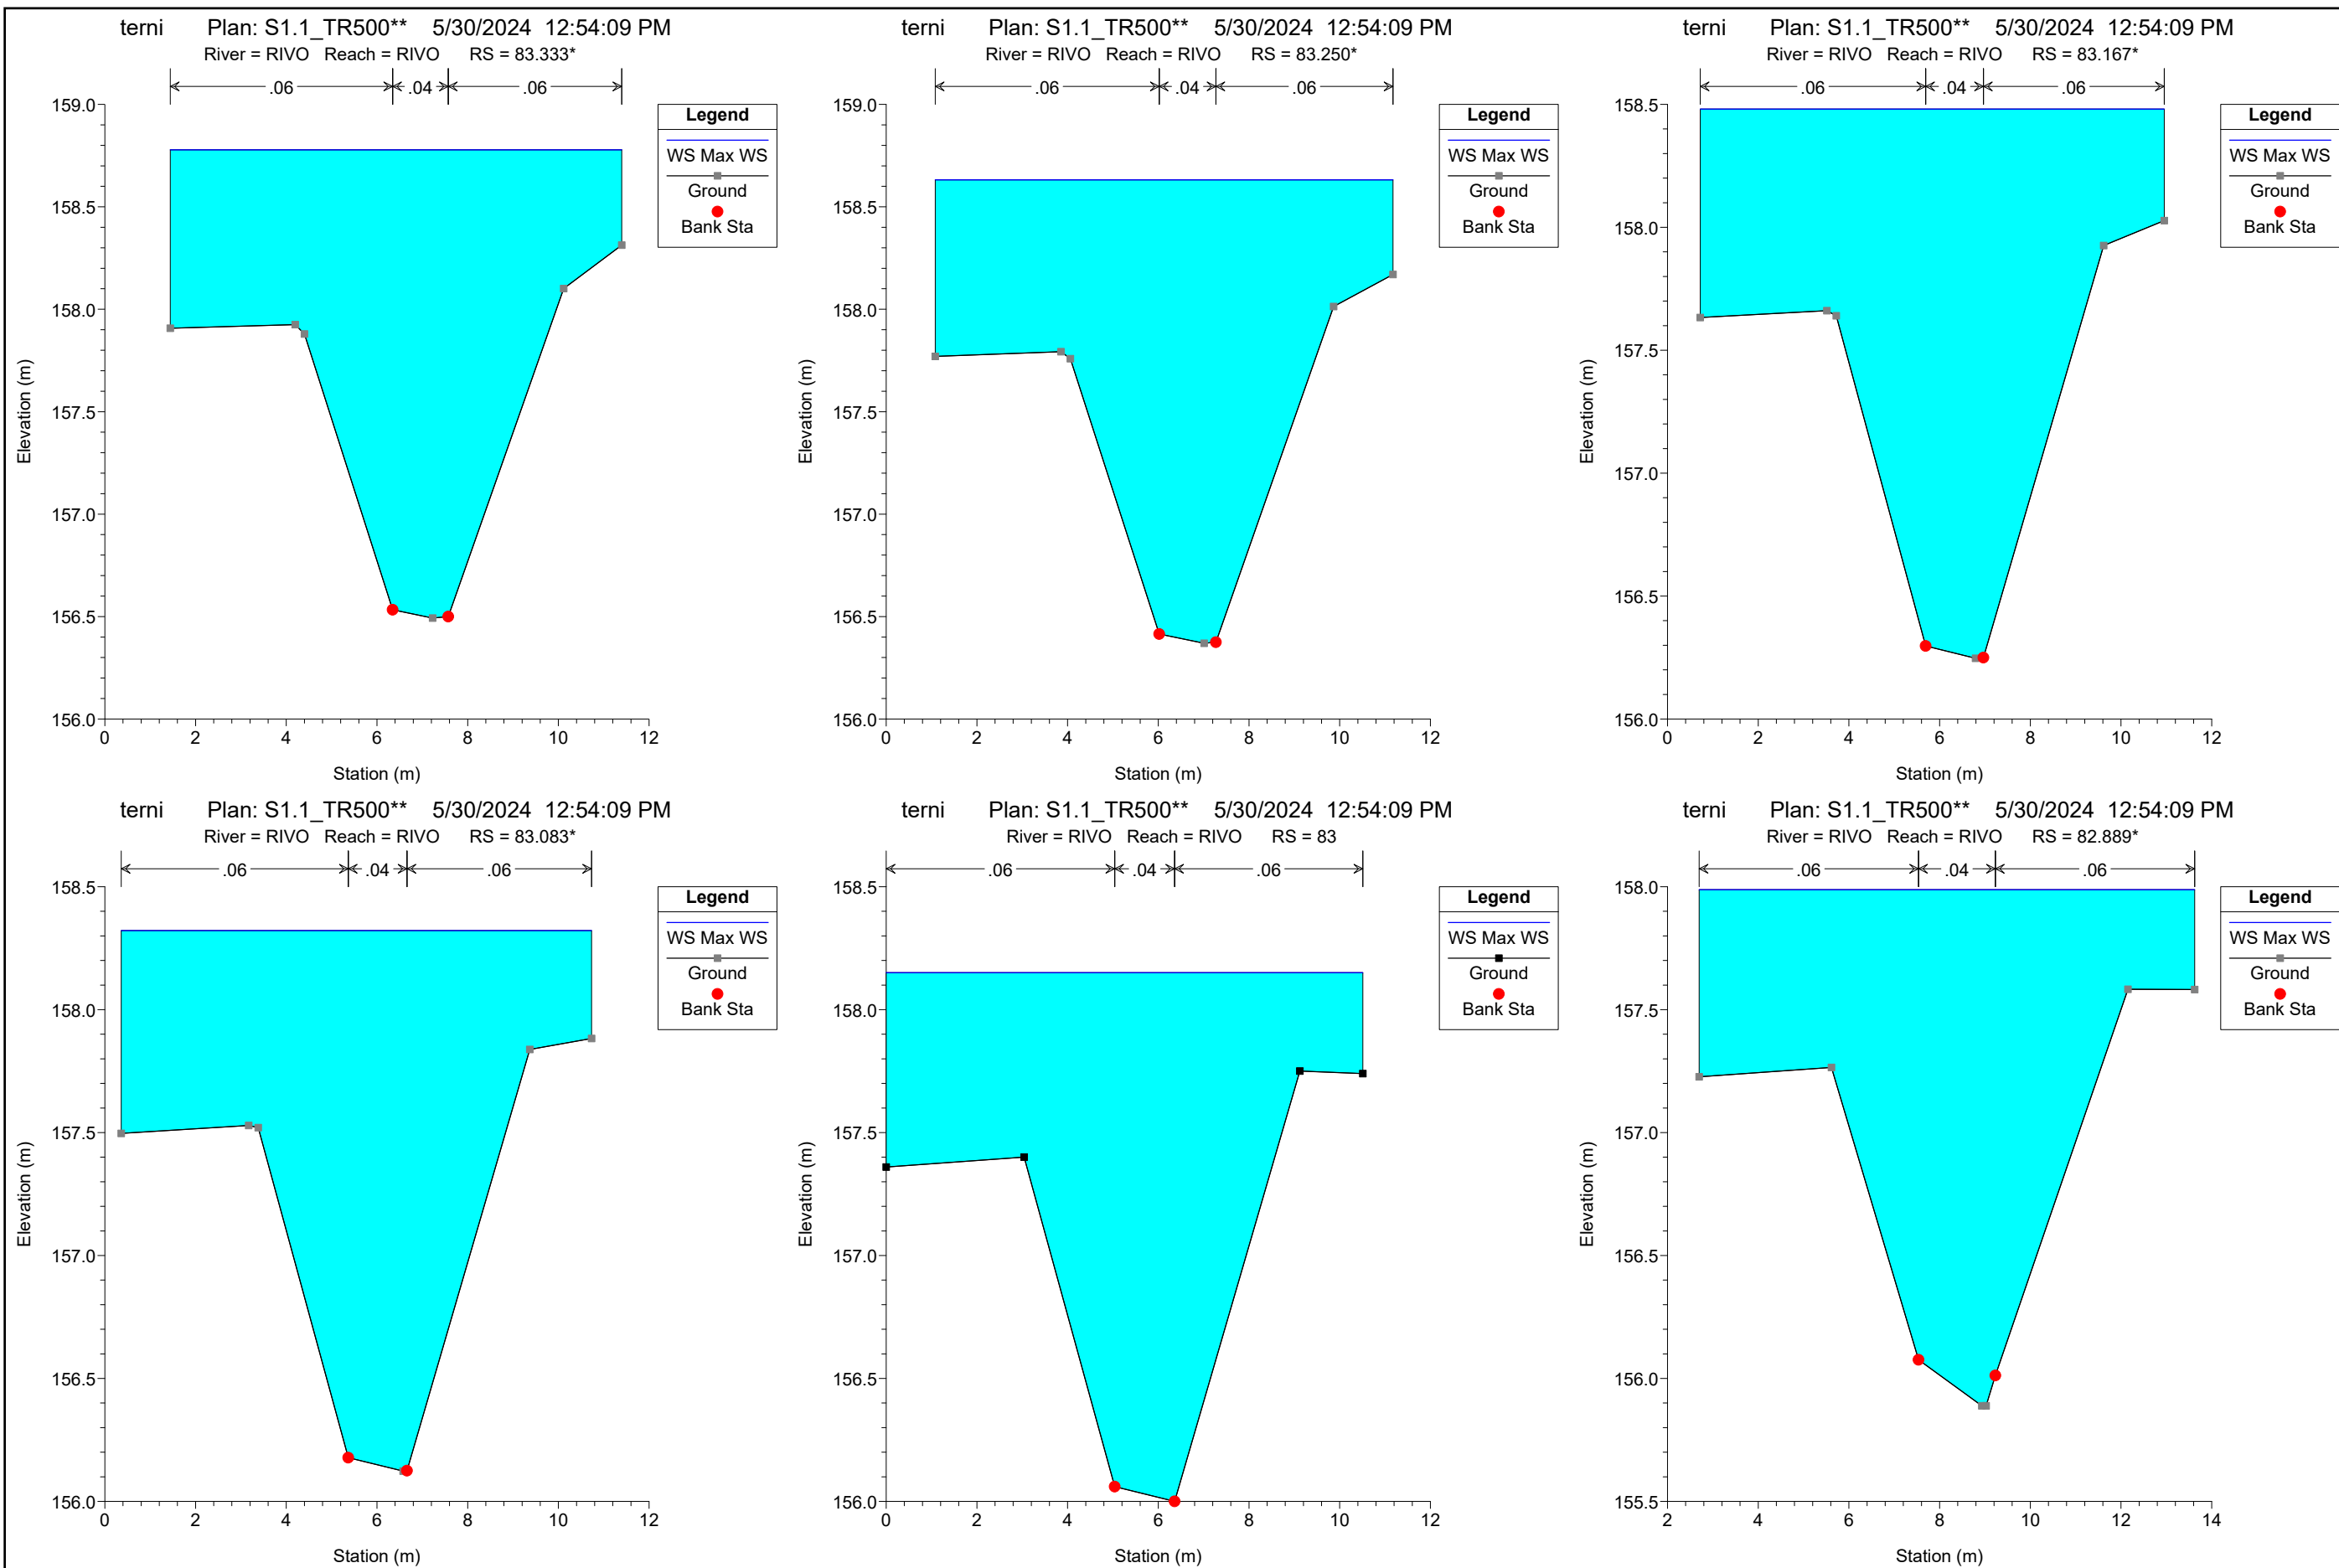 terni Plan: S1.1_TR500** 5/30/2024 12:54:09 PM
River = RIVO Reach = RIVO RS = 83.333*
.06 .04 .06
159.0
158.5
158.0
157.5
157.0
156.5
156.0
0 2 4 6 8 10 12
Station (m)
Elevation (m)
Legend
WS Max WS
Ground
Bank Sta
terni Plan: S1.1_TR500** 5/30/2024 12:54:09 PM
River = RIVO Reach = RIVO RS = 83.250*
.06 .04 .06
159.0
158.5
158.0
157.5
157.0
156.5
156.0
0 2 4 6 8 10 12
Station (m)
Elevation (m)
Legend
WS Max WS
Ground
Bank Sta
terni Plan: S1.1_TR500** 5/30/2024 12:54:09 PM
River = RIVO Reach = RIVO RS = 83.167*
.06 .04 .06
158.5
158.0
157.5
157.0
156.5
156.0
0 2 4 6 8 10 12
Station (m)
Elevation (m)
Legend
WS Max WS
Ground
Bank Sta
terni Plan: S1.1_TR500** 5/30/2024 12:54:09 PM
River = RIVO Reach = RIVO RS = 83.083*
.06 .04 .06
158.5
158.0
157.5
157.0
156.5
156.0
0 2 4 6 8 10 12
Station (m)
Elevation (m)
Legend
WS Max WS
Ground
Bank Sta
terni Plan: S1.1_TR500** 5/30/2024 12:54:09 PM
River = RIVO Reach = RIVO RS = 83
.06 .04 .06
158.5
158.0
157.5
157.0
156.5
156.0
0 2 4 6 8 10 12
Station (m)
Elevation (m)
Legend
WS Max WS
Ground
Bank Sta
terni Plan: S1.1_TR500** 5/30/2024 12:54:09 PM
River = RIVO Reach = RIVO RS = 82.889*
.06 .04 .06
158.0
157.5
157.0
156.5
156.0
155.5
2 4 6 8 10 12 14
Station (m)
Elevation (m)
Legend
WS Max WS
Ground
Bank Sta